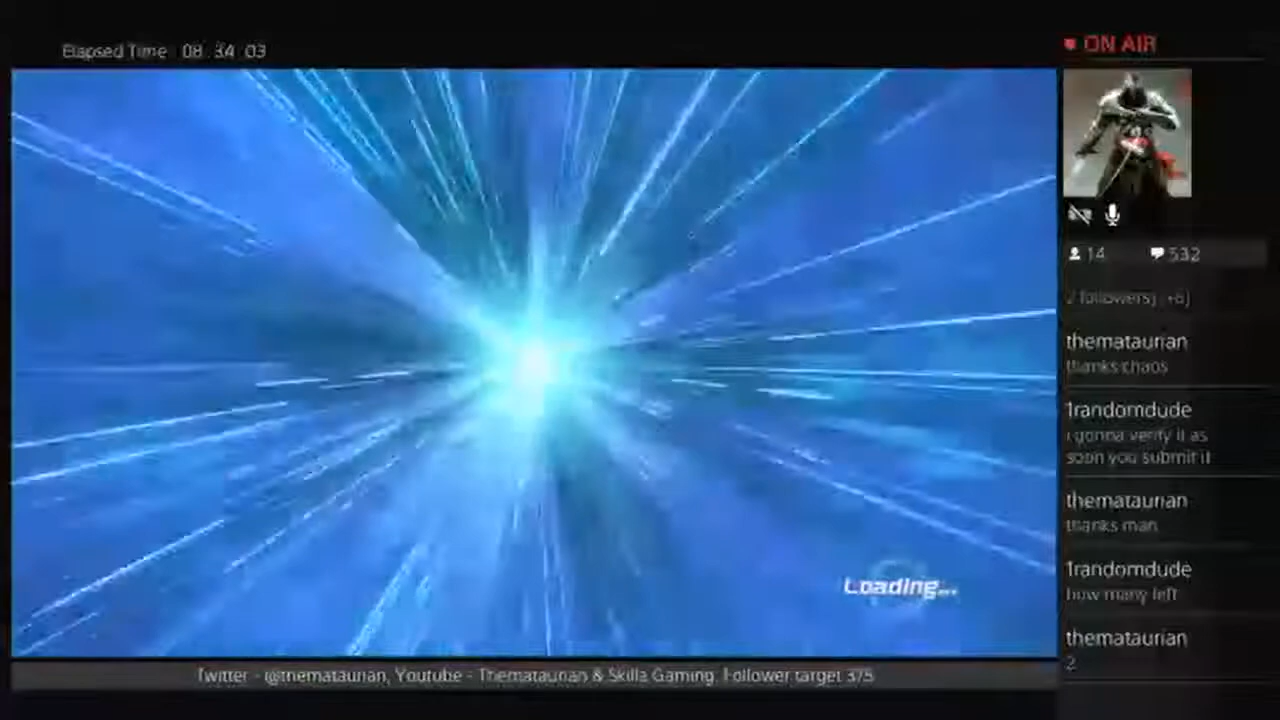 Elapsed Time 08 34 03
ON AIR
14 532
2 followers
themataurian
thanks chaos
1randomdude
i gonna verify it as
soon you submit it
themataurian
thanks man
1randomdude
how many left
themataurian
2
Loading...
Twitter - @themataurian, Youtube - Themataurian & Skilla Gaming, Follower target 375